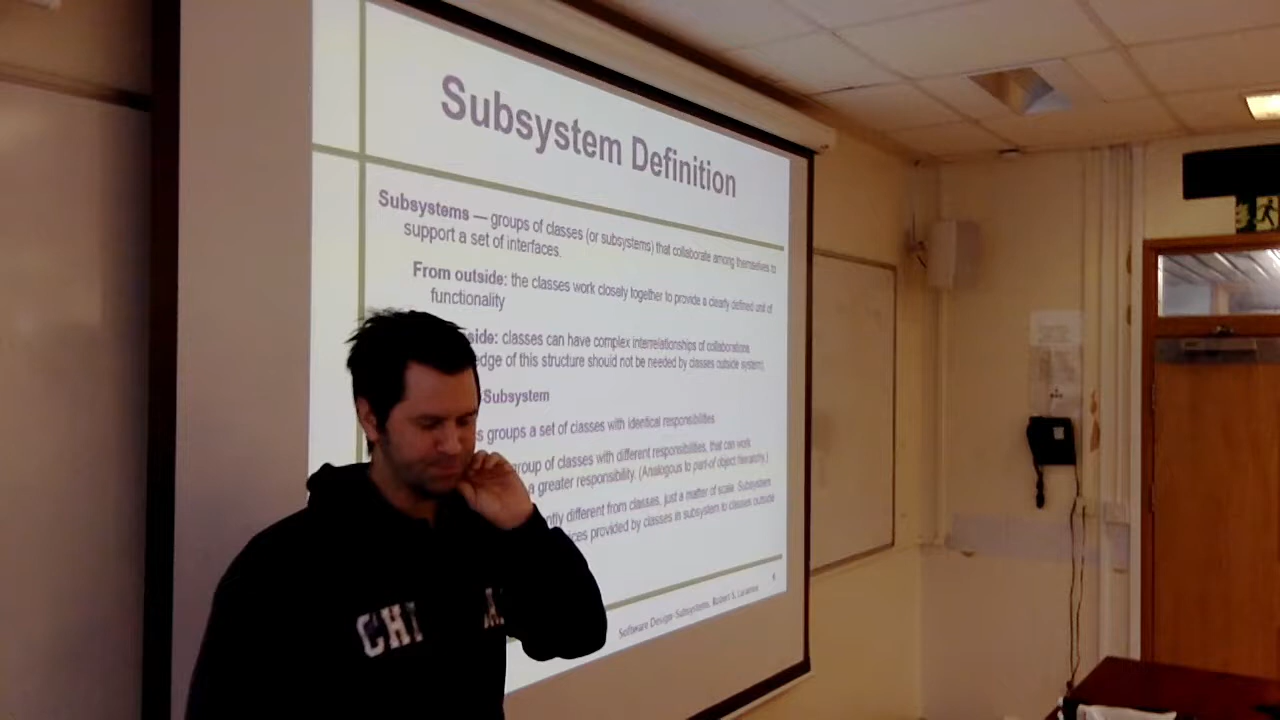 Subsystem Definition
Subsystems — groups of classes (or subsystems) that collaborate among themselves to
support a set of interfaces.
From outside: the classes work closely together to provide a clearly defined unit of
functionality
side: classes can have complex interrelationships of collaborations
edge of this structure should not be needed by classes outside system)
Subsystem
s groups a set of classes with identical responsibilities
group of classes with different responsibilities, that can work
a greater responsibility. (Analogous to part-of object hierarchy.)
ntly different from classes, just a matter of scale. Subsystem
ices provided by classes in subsystem to classes outside
Software Design-Subsystems, Robert
CHI